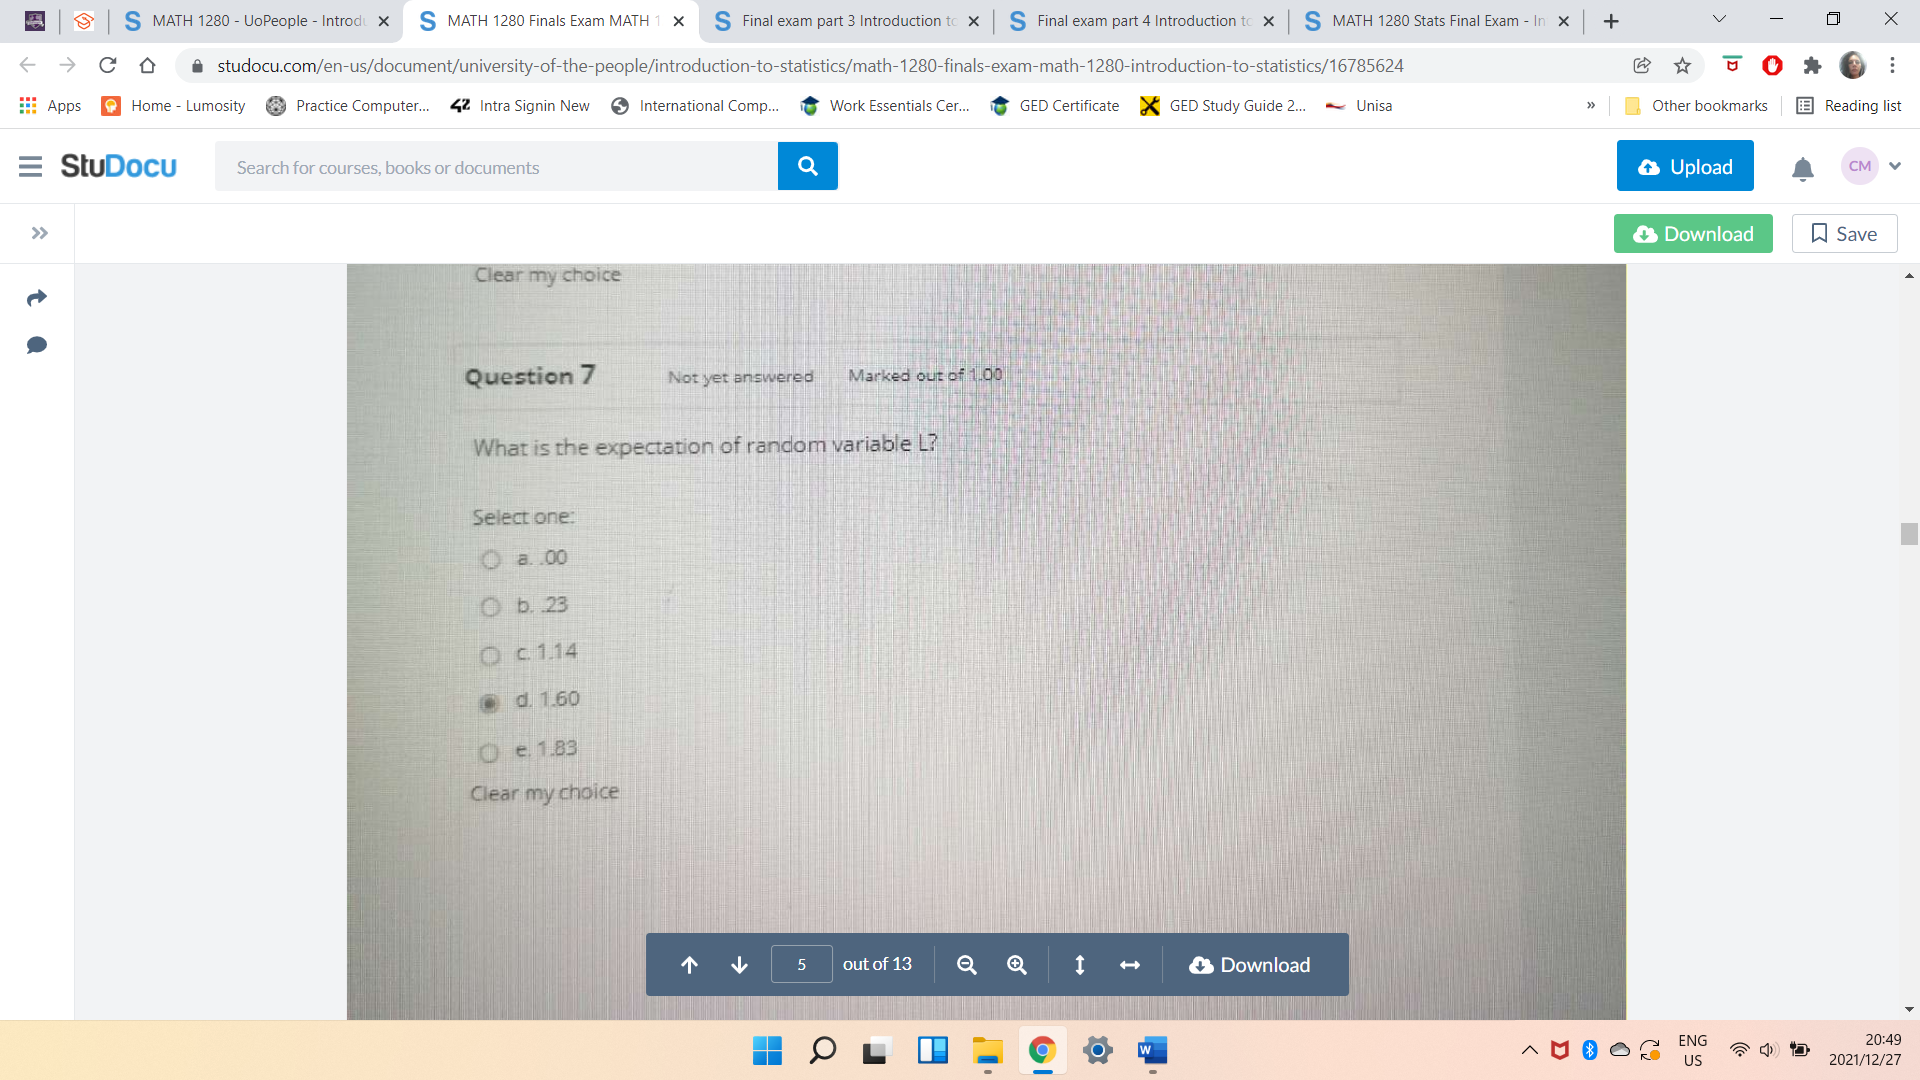 MATH 1280 - UoPeople - Introdu
MATH 1280 Finals Exam MATH 1
Final exam part 3 Introduction to
Final exam part 4 Introduction to
MATH 1280 Stats Final Exam - In
studocu.com/en-us/document/university-of-the-people/introduction-to-statistics/math-1280-finals-exam-math-1280-introduction-to-statistics/16785624
Apps
Home - Lumosity
Practice Computer...
42 Intra Signin New
International Comp...
Work Essentials Cer...
GED Certificate
GED Study Guide 2...
Unisa
»
Other bookmarks
Reading list
StuDocu
Search for courses, books or documents
Upload
CM
Download
Save
Clear my choice
Question 7 Not yet answered Marked out of 1.00
What is the expectation of random variable L?
Select one:
a. .00
b. .23
c. 1.14
d. 1.60
e. 1.83
Clear my choice
5 out of 13
Download
ENG
US
20:49
2021/12/27